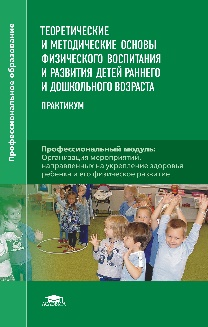 Профессиональное образование
ТЕОРЕТИЧЕСКИЕ
И МЕТОДИЧЕСКИЕ ОСНОВЫ
ФИЗИЧЕСКОГО ВОСПИТАНИЯ
И РАЗВИТИЯ ДЕТЕЙ РАННЕГО
И ДОШКОЛЬНОГО ВОЗРАСТА
ПРАКТИКУМ
Профессиональный модуль:
Организация мероприятий,
направленных на укрепление здоровья
ребенка и его физическое развитие